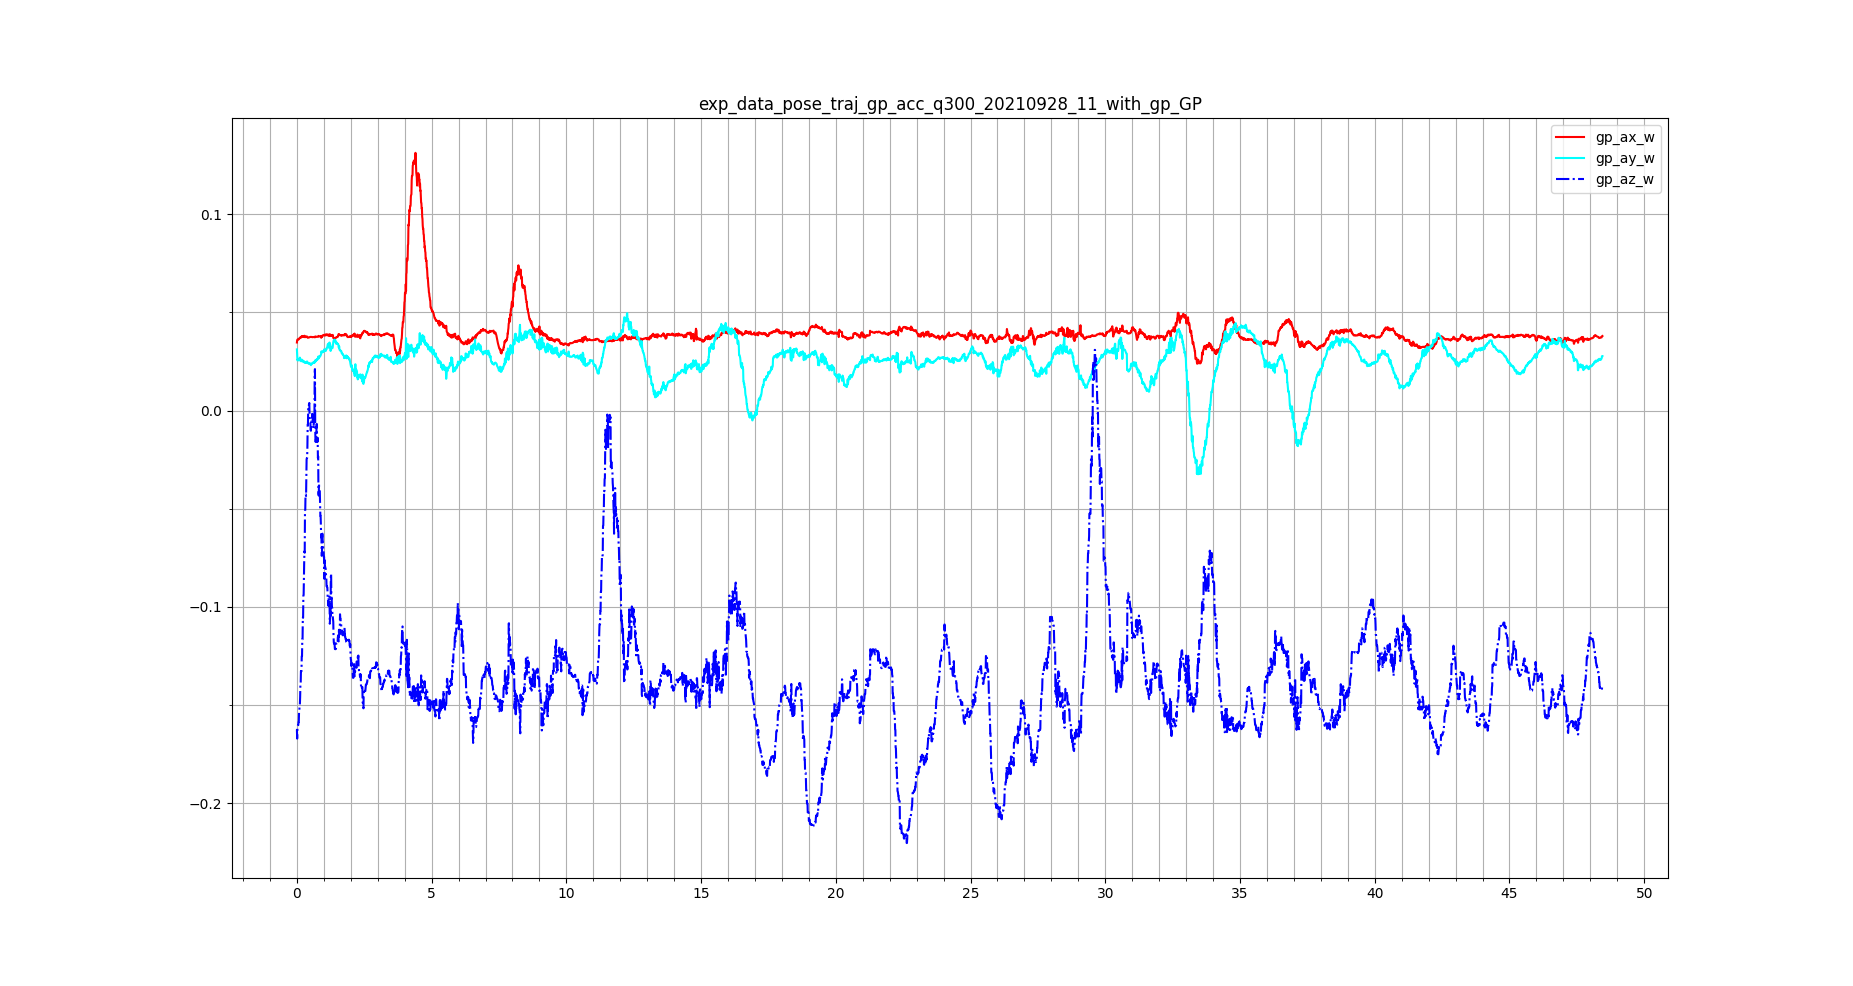 exp_data_pose_traj_gp_acc_q300_20210928_11_with_gp_GP
gp_ax_w
gp_ay_w
gp_az_w
0.1
0.0
−0.1
−0.2
0 5 10 15 20 25 30 35 40 45 50